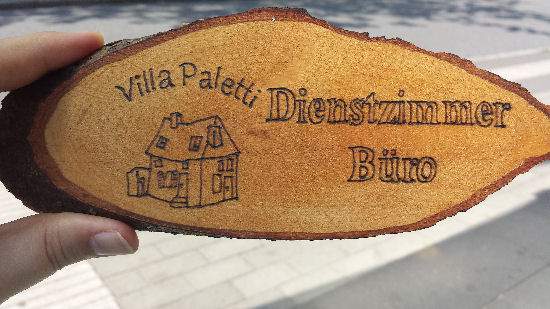 Villa Paletti
Dienstzimmer
Büro